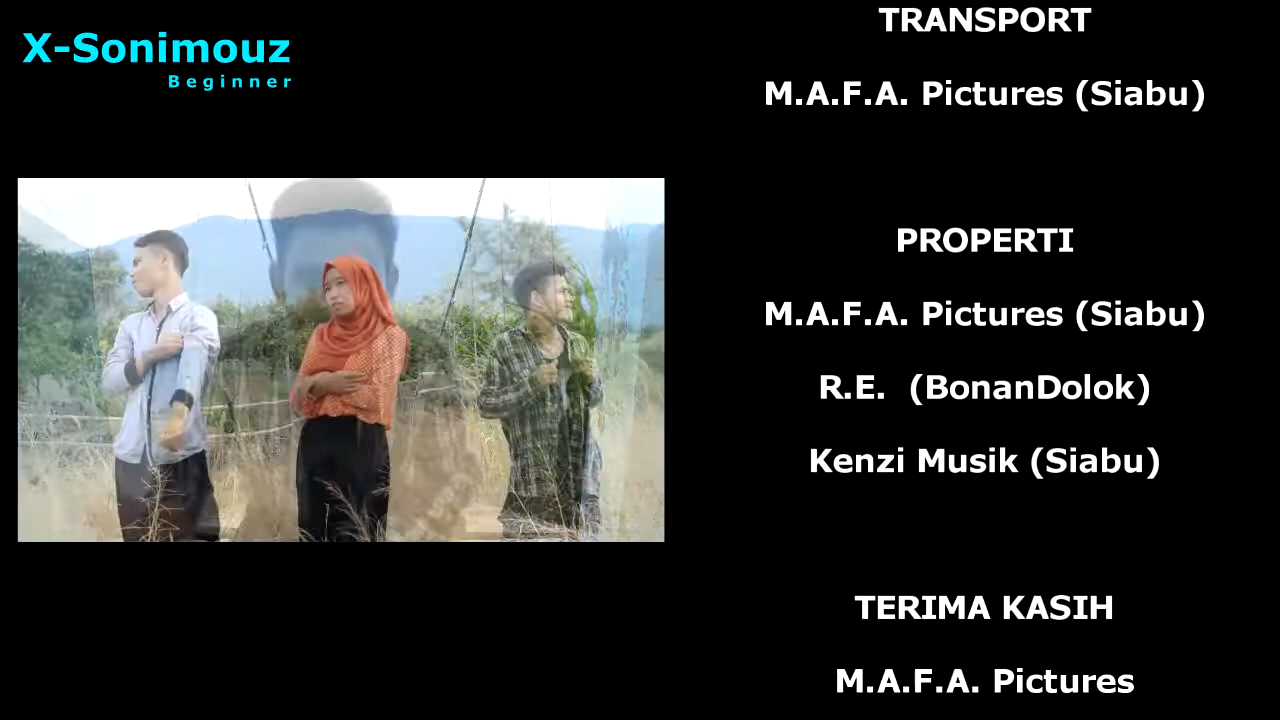 X-Sonimouz
Beginner
TRANSPORT
M.A.F.A. Pictures (Siabu)
PROPERTI
M.A.F.A. Pictures (Siabu)
R.E.  (BonanDolok)
Kenzi Musik (Siabu)
TERIMA KASIH
M.A.F.A. Pictures